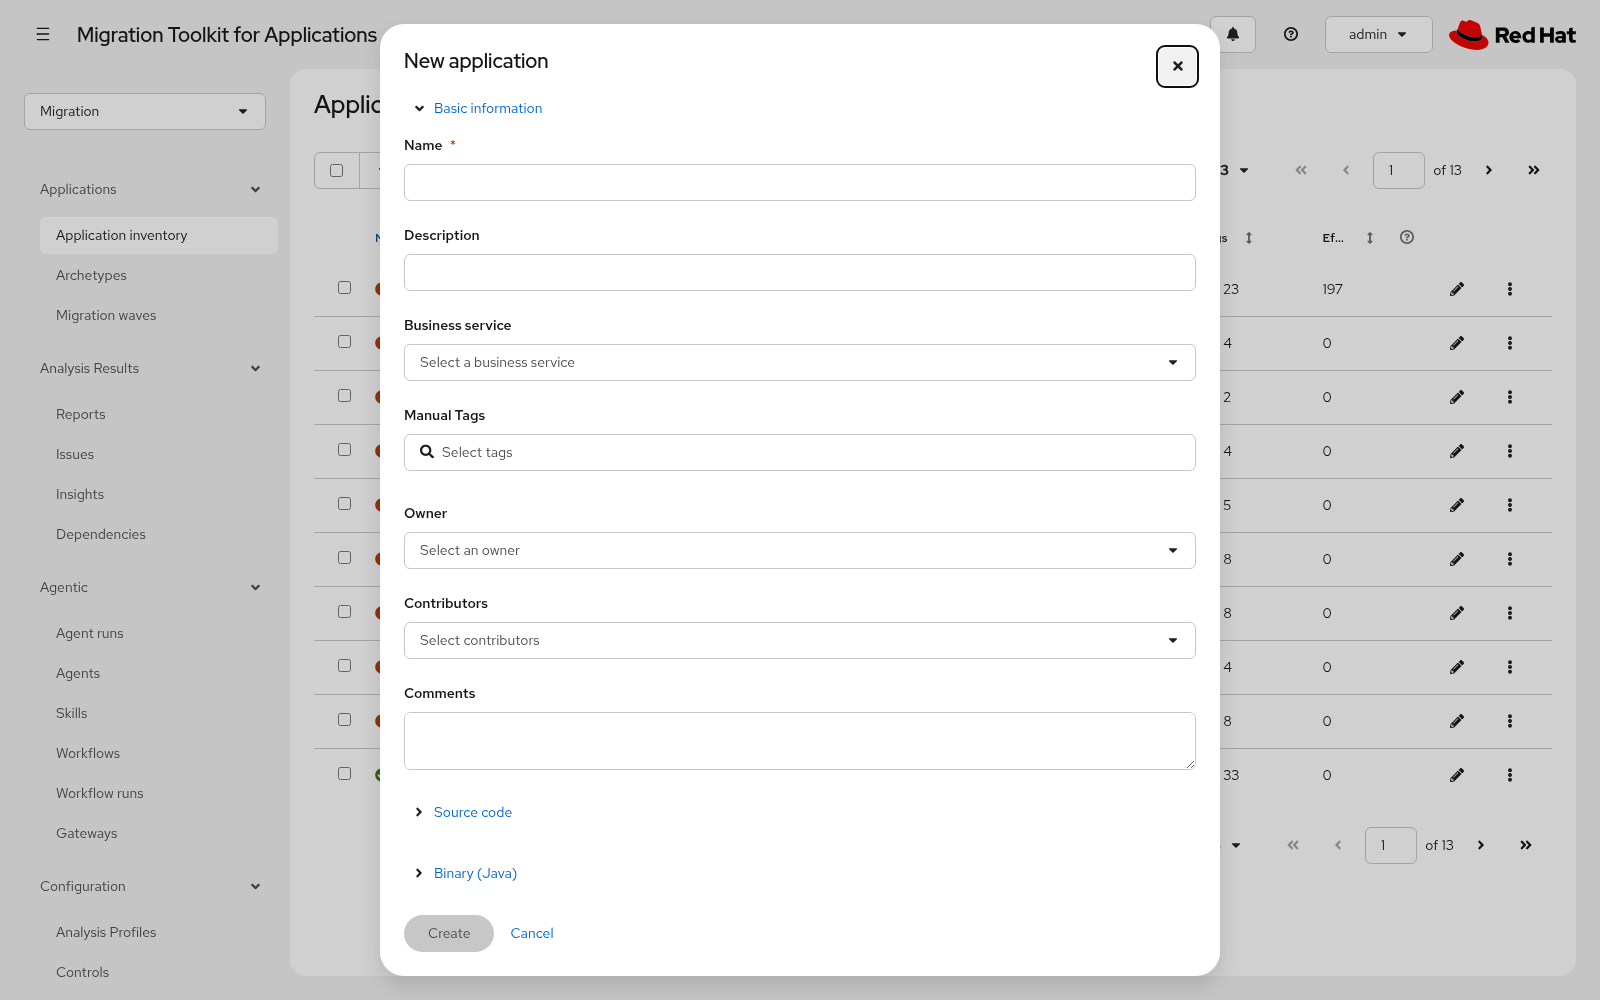 Migration Toolkit for Applications
admin
Red Hat
Migration
Applications
Application inventory
Archetypes
Migration waves
Analysis Results
Reports
Issues
Insights
Dependencies
Agentic
Agent runs
Agents
Skills
Workflows
Workflow runs
Gateways
Configuration
Analysis Profiles
Controls
New application
Basic information
Name *
Description
Business service
Select a business service
Manual Tags
Select tags
Owner
Select an owner
Contributors
Select contributors
Comments
Source code
Binary (Java)
Create Cancel
1 of 13
Ef...
23 197
4 0
2 0
4 0
5 0
8 0
8 0
4 0
8 0
33 0
1 of 13